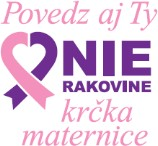 Povedz aj Ty
NIE
RAKOVINE
krčka
maternice